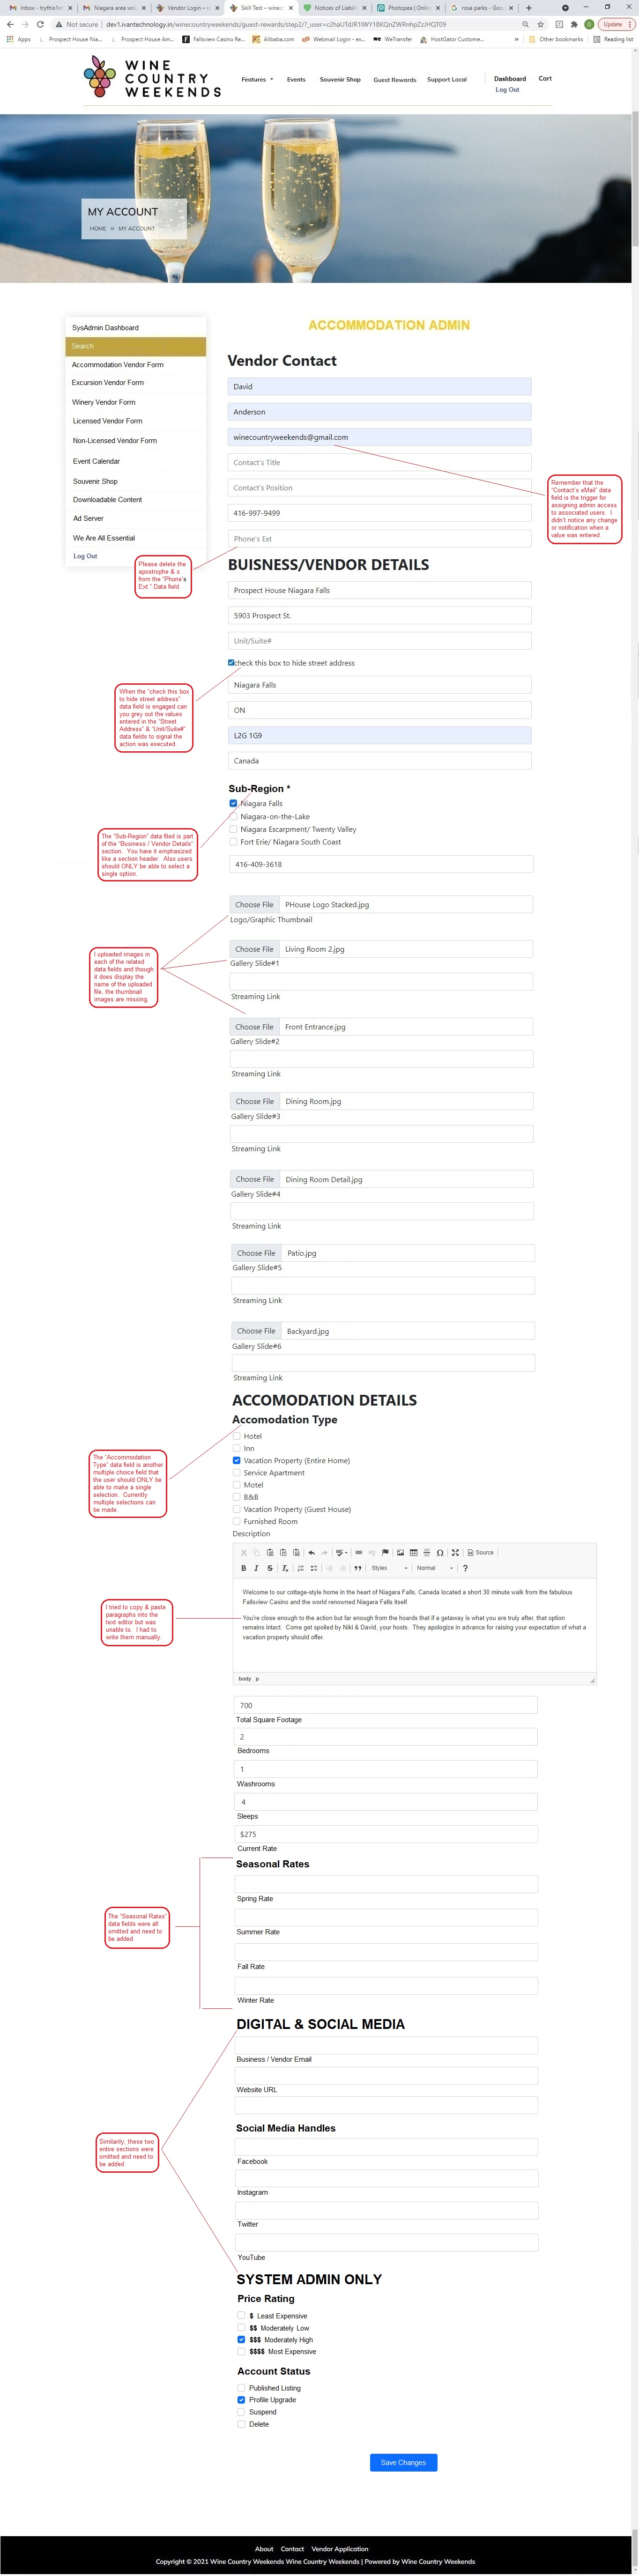 Inbox - trythis1st
Niagara area vol
Vendor Login – w
Skill Test – wines
Notices of Liabili
Photopea | Online
rosa parks - Goo
Not secure | dev1.ivantechnology.in/winecountryweekends/guest-rewards/step2/?_user=c2haUTdJR1lWY1BKQnZWRnhpZzJHQT09
Update
Apps
Prospect House Nia...
Prospect House Am...
Fallsview Casino Re...
Alibaba.com
Webmail Login - ex...
WeTransfer
HostGator Custome...
»
Other bookmarks
Reading list
WINE
COUNTRY
WEEKENDS
Features
Events
Souvenir Shop
Guest Rewards
Support Local
Dashboard
Cart
Log Out
MY ACCOUNT
HOME » MY ACCOUNT
SysAdmin Dashboard
Search
Accommodation Vendor Form
Excursion Vendor Form
Winery Vendor Form
Licensed Vendor Form
Non-Licensed Vendor Form
Event Calendar
Souvenir Shop
Downloadable Content
Ad Server
We Are All Essential
Log Out
ACCOMMODATION ADMIN
Vendor Contact
David
Anderson
winecountryweekends@gmail.com
Contact's Title
Contact's Position
416-997-9499
Phone's Ext
Remember that the
"Contact's eMail" data
field is the trigger for
assigning admin access
to associated users. I
didn't notice any change
or notification when a
value was entered.
Please delete the
apostrophe & s
from the "Phone's
Ext." Data field.
BUISNESS/VENDOR DETAILS
Prospect House Niagara Falls
5903 Prospect St.
Unit/Suite#
check this box to hide street address
Niagara Falls
ON
L2G 1G9
Canada
When the "check this box
to hide street address"
data field is engaged can
you grey out the values
entered in the "Street
Address" & "Unit/Suite#"
data fields to signal the
action was executed.
Sub-Region *
Niagara Falls
Niagara-on-the-Lake
Niagara Escarpment/ Twenty Valley
Fort Erie/ Niagara South Coast
416-409-3618
The "Sub-Region" data filed is part
of the "Business / Vendor Details"
section. You have it emphasized
like a section header. Also users
should ONLY be able to select a
single option.
Choose File PHouse Logo Stacked.jpg
Logo/Graphic Thumbnail
Choose File Living Room 2.jpg
Gallery Slide#1
Streaming Link
Choose File Front Entrance.jpg
Gallery Slide#2
Streaming Link
Choose File Dining Room.jpg
Gallery Slide#3
Streaming Link
Choose File Dining Room Detail.jpg
Gallery Slide#4
Streaming Link
Choose File Patio.jpg
Gallery Slide#5
Streaming Link
Choose File Backyard.jpg
Gallery Slide#6
Streaming Link
I uploaded images in
each of the related
data fields and though
it does display the
name of the uploaded
file, the thumbnail
images are missing.
ACCOMODATION DETAILS
Accomodation Type
Hotel
Inn
Vacation Property (Entire Home)
Service Apartment
Motel
B&B
Vacation Property (Guest House)
Furnished Room
The "Accommodation
Type" data field is another
multiple choice field that
the user should ONLY be
able to make a single
selection. Currently
multiple selections can
be made.
Description
Source
B I S
Styles
Normal
?
Welcome to our cottage-style home in the heart of Niagara Falls, Canada located a short 30 minute walk from the fabulous
Fallsview Casino and the world renowned Niagara Falls itself.
You're close enough to the action but far enough from the hoards that if a getaway is what you are truly after, that option
remains intact. Come get spoiled by Niki & David, your hosts. They apologize in advance for raising your expectation of what a
vacation property should offer.
body p
I tried to copy & paste
paragraphs into the
text editor but was
unable to. I had to
write them manually.
700
Total Square Footage
2
Bedrooms
1
Washrooms
4
Sleeps
$275
Current Rate
Seasonal Rates
Spring Rate
Summer Rate
Fall Rate
Winter Rate
The "Seasonal Rates"
data fields were all
omitted and need to
be added.
DIGITAL & SOCIAL MEDIA
Business / Vendor Email
Website URL
Social Media Handles
Facebook
Instagram
Twitter
YouTube
Similarily, these two
entire sections were
omitted and need to
be added.
SYSTEM ADMIN ONLY
Price Rating
$ Least Expensive
$$ Moderately Low
$$$ Moderately High
$$$$ Most Expensive
Account Status
Published Listing
Profile Upgrade
Suspend
Delete
Save Changes
About
Contact
Vendor Application
Copyright © 2021 Wine Country Weekends Wine Country Weekends | Powered by Wine Country Weekends